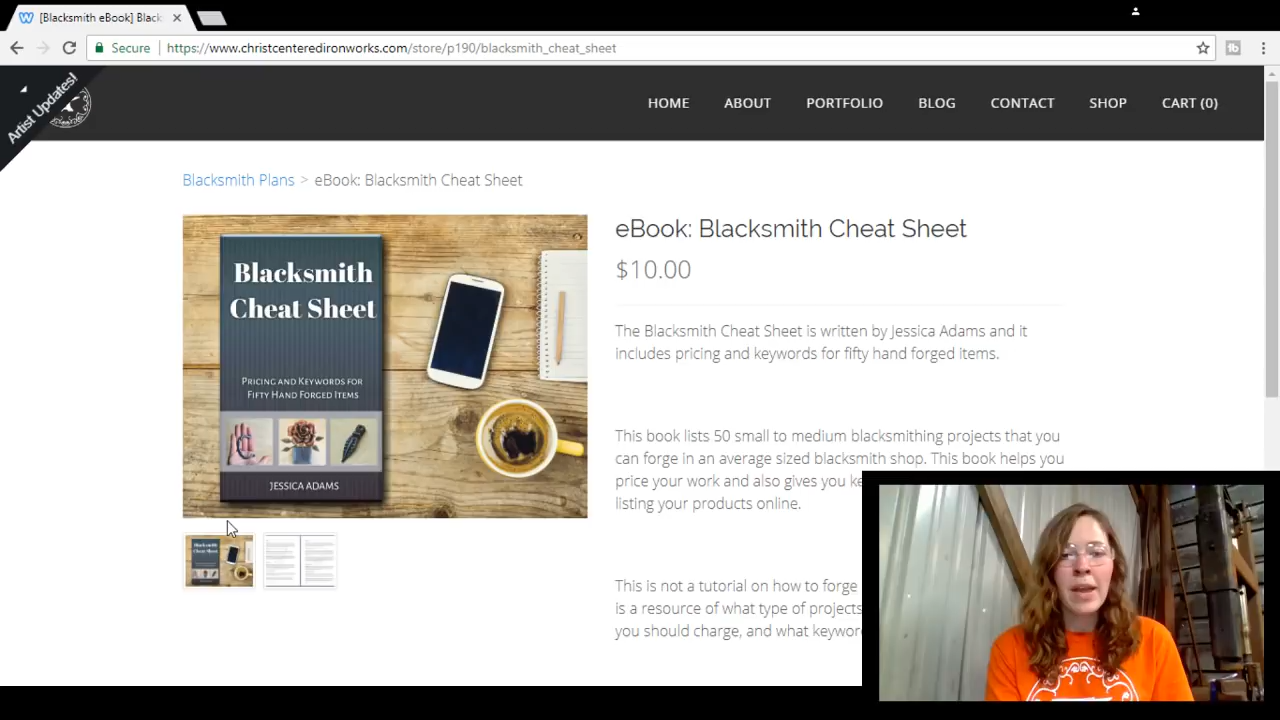 [Blacksmith eBook] Black
Secure
https://www.christcenteredironworks.com/store/p190/blacksmith_cheat_sheet
Artist Updates!
HOME ABOUT PORTFOLIO BLOG CONTACT SHOP CART (0)
Blacksmith Plans > eBook: Blacksmith Cheat Sheet
Blacksmith
Cheat Sheet
PRICING AND KEYWORDS FOR
FIFTY HAND FORGED ITEMS
JESSICA ADAMS
eBook: Blacksmith Cheat Sheet
$10.00
The Blacksmith Cheat Sheet is written by Jessica Adams and it
includes pricing and keywords for fifty hand forged items.
This book lists 50 small to medium blacksmithing projects that you
can forge in an average sized blacksmith shop. This book helps you
price your work and also gives you ke
listing your products online.
This is not a tutorial on how to forge
is a resource of what type of projects
you should charge, and what keywor
Blacksmith
Cheat Sheet